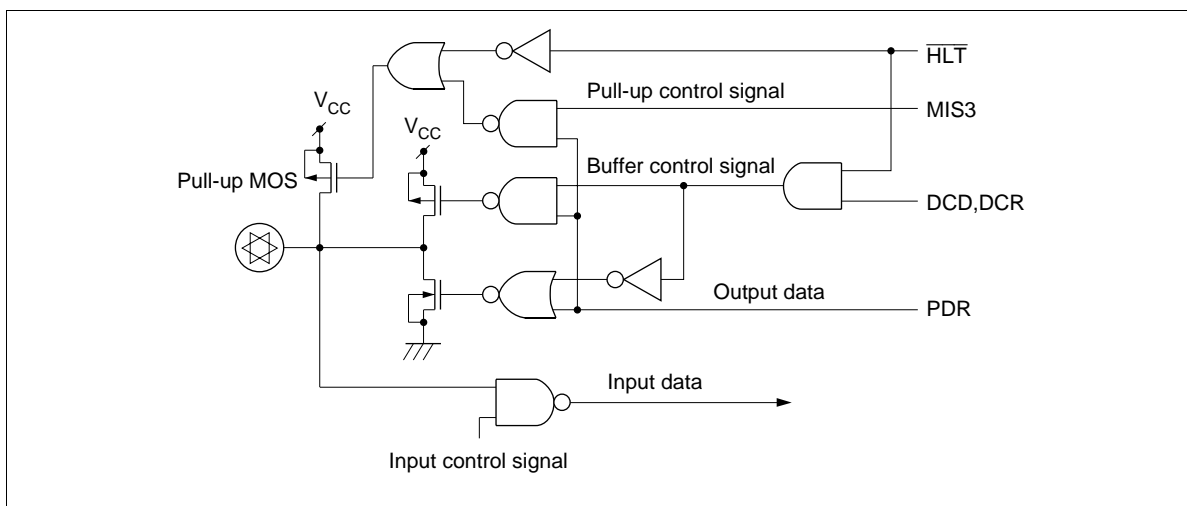 H̅L̅T̅
Pull-up control signal
MIS3
VCC
VCC
Pull-up MOS
Buffer control signal
DCD,DCR
Output data
PDR
Input data
Input control signal